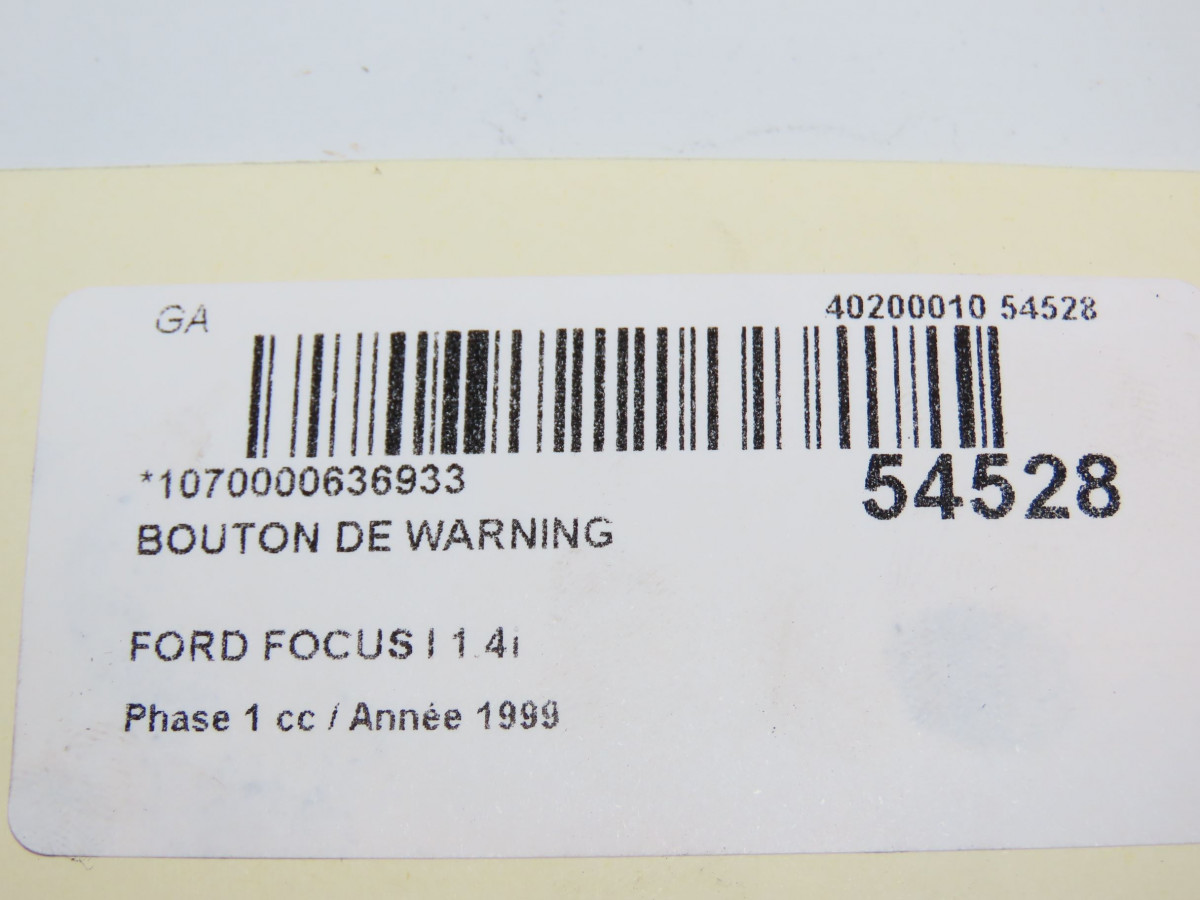 GA
40200010 54528
*1070000636933
54528
BOUTON DE WARNING
FORD FOCUS I 1.4i
Phase 1 cc / Année 1999